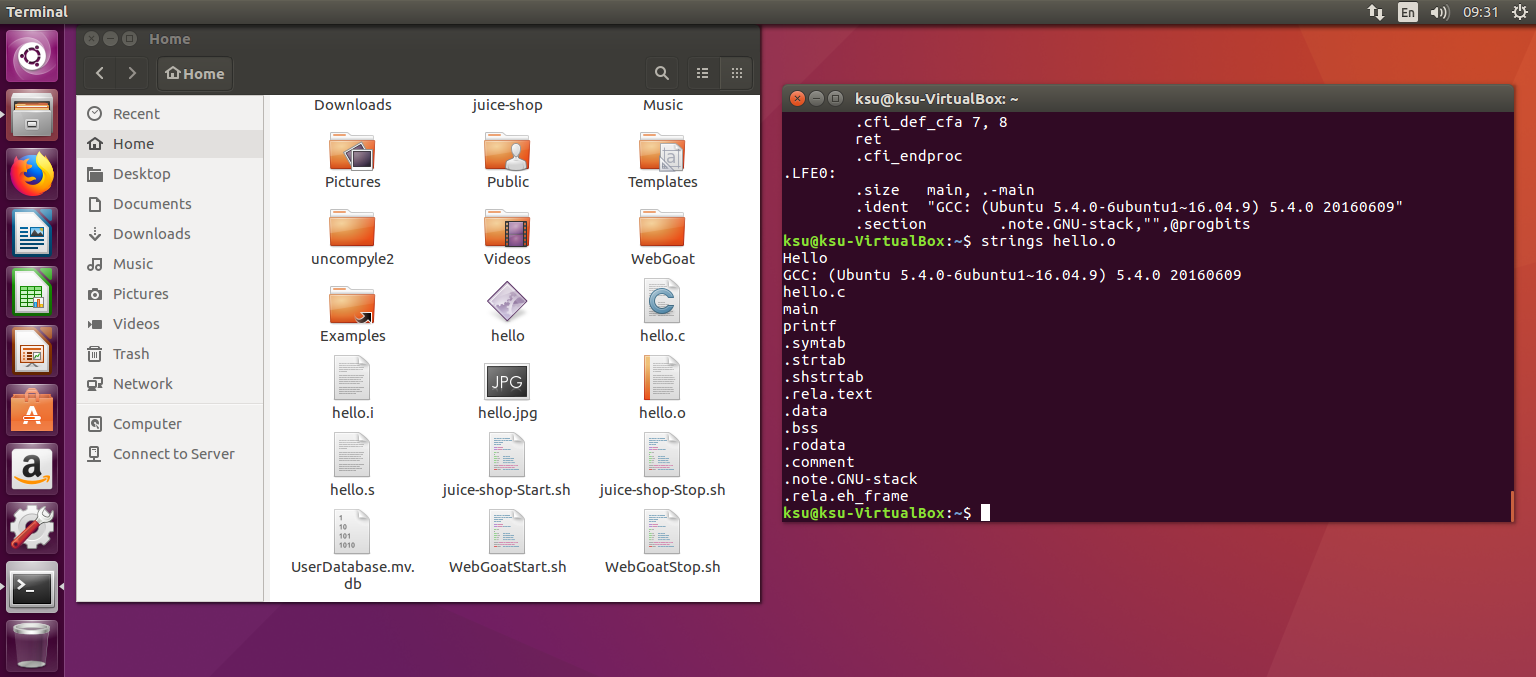 Terminal
En
09:31
Home
Home
Recent
Home
Desktop
Documents
Downloads
Music
Pictures
Videos
Trash
Network
Computer
Connect to Server
Downloads
juice-shop
Music
Pictures
Public
Templates
uncompyle2
Videos
WebGoat
Examples
hello
hello.c
hello.i
JPG
hello.jpg
hello.o
hello.s
juice-shop-Start.sh
juice-shop-Stop.sh
1
10
101
1010
UserDatabase.mv.
db
WebGoatStart.sh
WebGoatStop.sh
ksu@ksu-VirtualBox: ~
.cfi_def_cfa 7, 8
ret
.cfi_endproc
.LFE0:
.size main, .-main
.ident "GCC: (Ubuntu 5.4.0-6ubuntu1~16.04.9) 5.4.0 20160609"
.section .note.GNU-stack,"",@progbits
ksu@ksu-VirtualBox:~$ strings hello.o
Hello
GCC: (Ubuntu 5.4.0-6ubuntu1~16.04.9) 5.4.0 20160609
hello.c
main
printf
.symtab
.strtab
.shstrtab
.rela.text
.data
.bss
.rodata
.comment
.note.GNU-stack
.rela.eh_frame
ksu@ksu-VirtualBox:~$